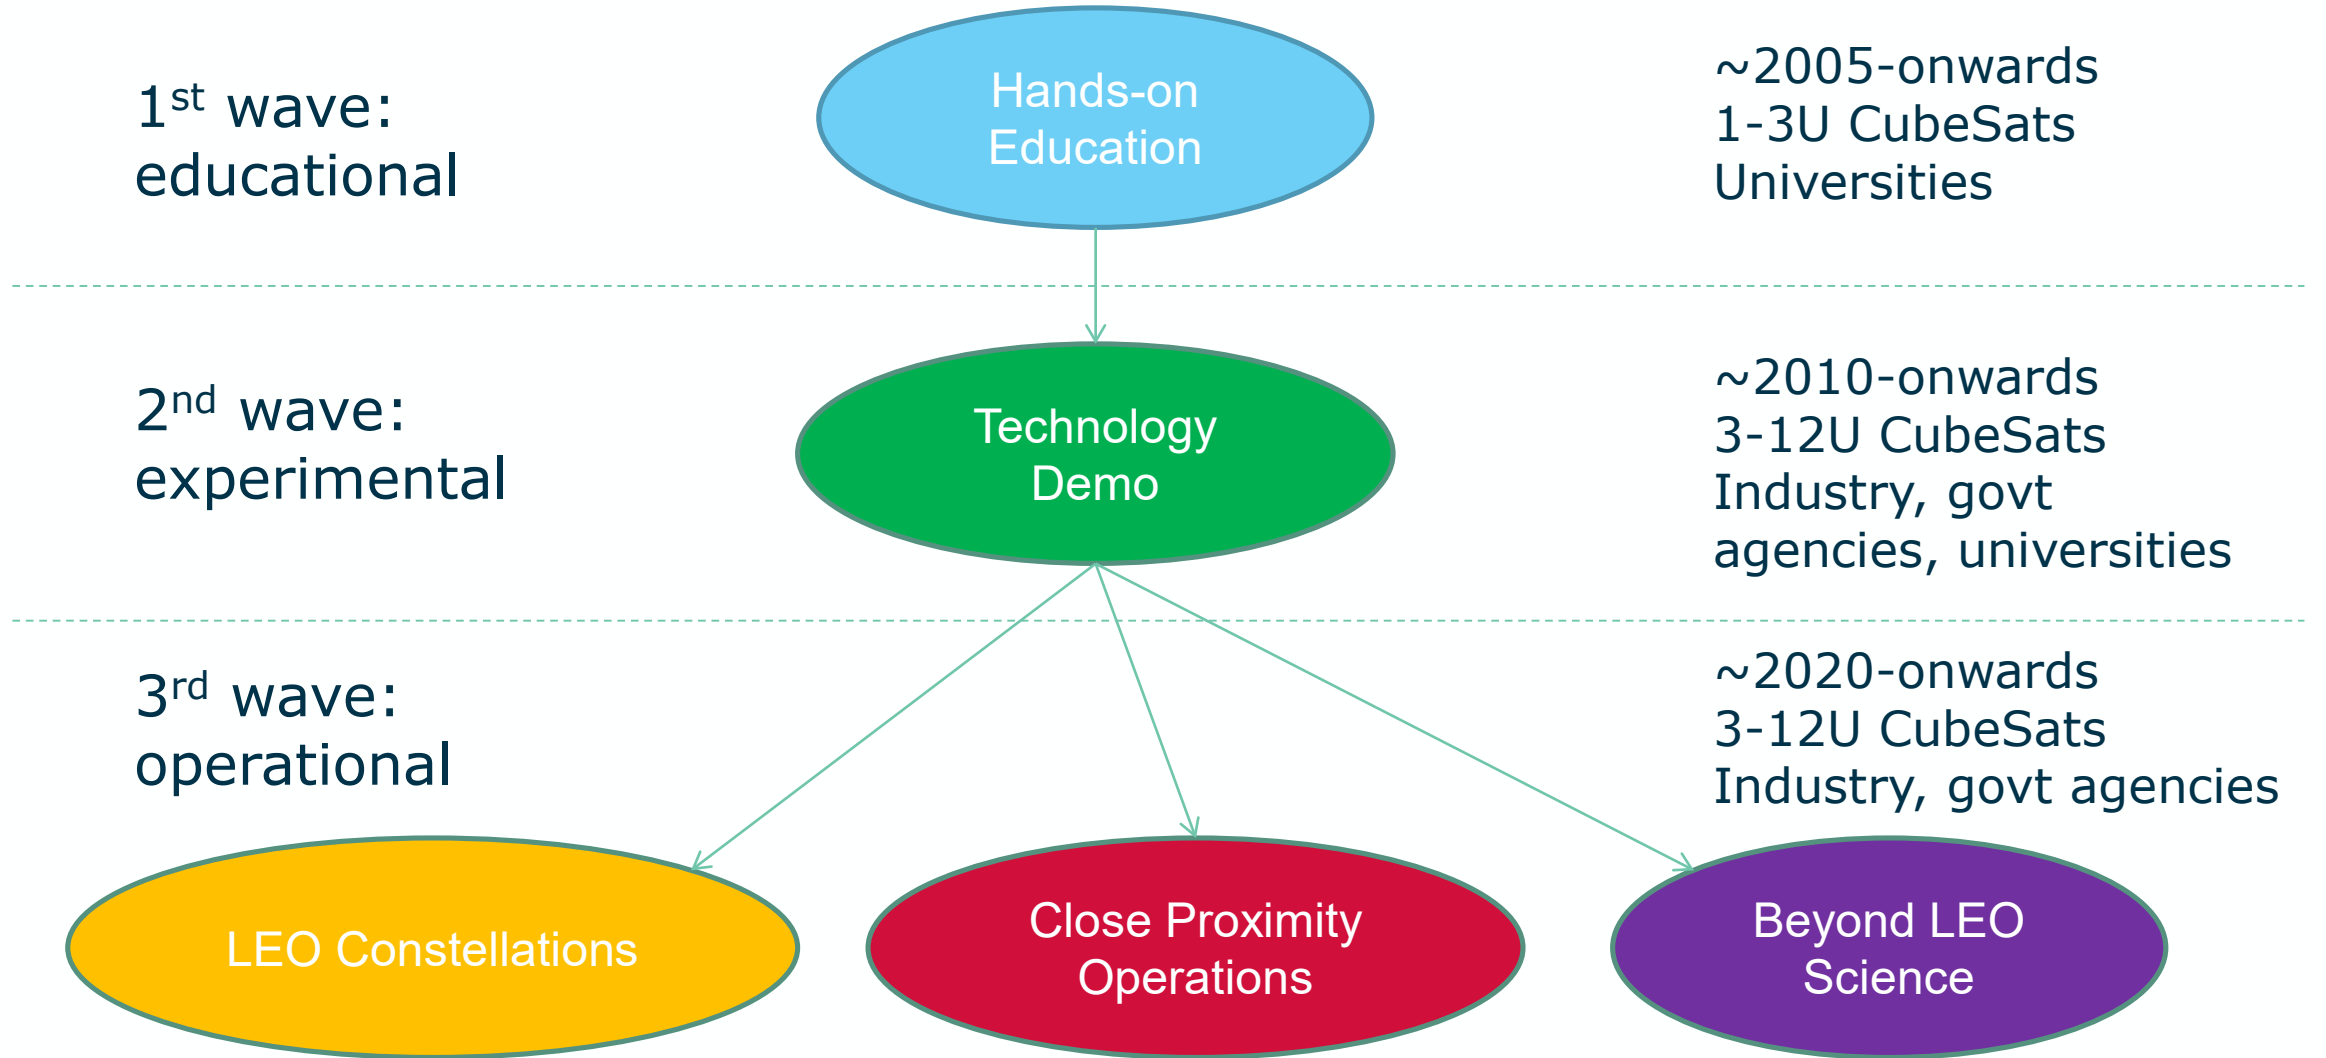 1st wave:
educational
Hands-on
Education
~2005-onwards
1-3U CubeSats
Universities
2nd wave:
experimental
Technology
Demo
~2010-onwards
3-12U CubeSats
Industry, govt
agencies, universities
3rd wave:
operational
~2020-onwards
3-12U CubeSats
Industry, govt agencies
LEO Constellations
Close Proximity
Operations
Beyond LEO
Science